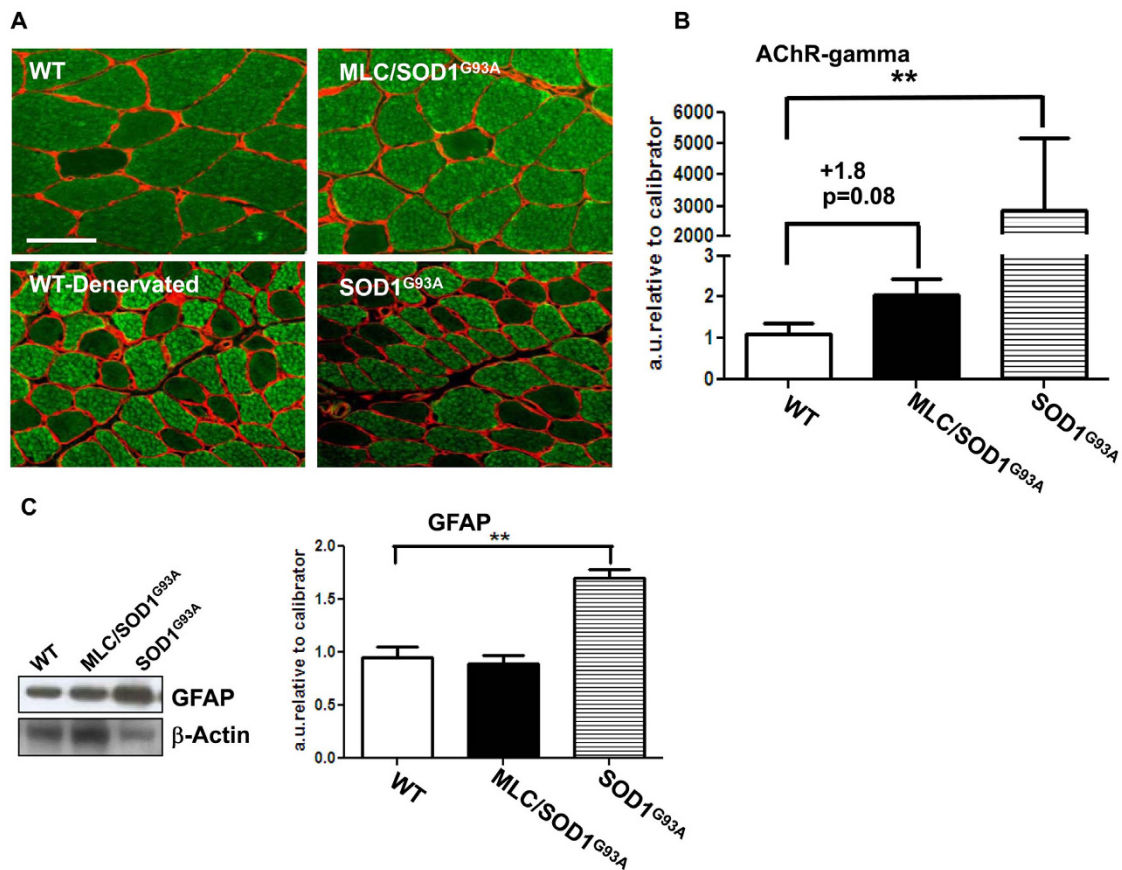 A
WT
MLC/SOD1G93A
WT-Denervated
SOD1G93A
B
AChR-gamma
**
+1.8
p=0.08
a.u.relative to calibrator
6000
5000
4000
3000
2000
3
2
1
0
WT
MLC/SOD1G93A
SOD1G93A
C
WT
MLC/SOD1G93A
SOD1G93A
GFAP
β-Actin
GFAP
**
a.u.relative to calibrator
2.0
1.5
1.0
0.5
0.0
WT
MLC/SOD1G93A
SOD1G93A